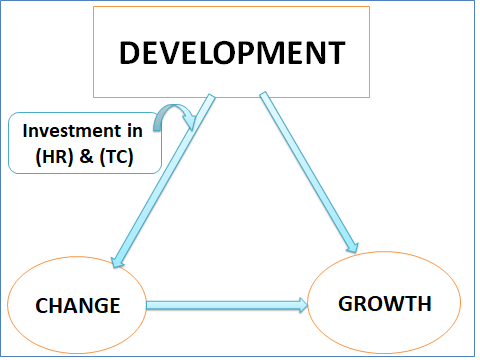 DEVELOPMENT
Investment in
(HR) & (TC)
CHANGE
GROWTH